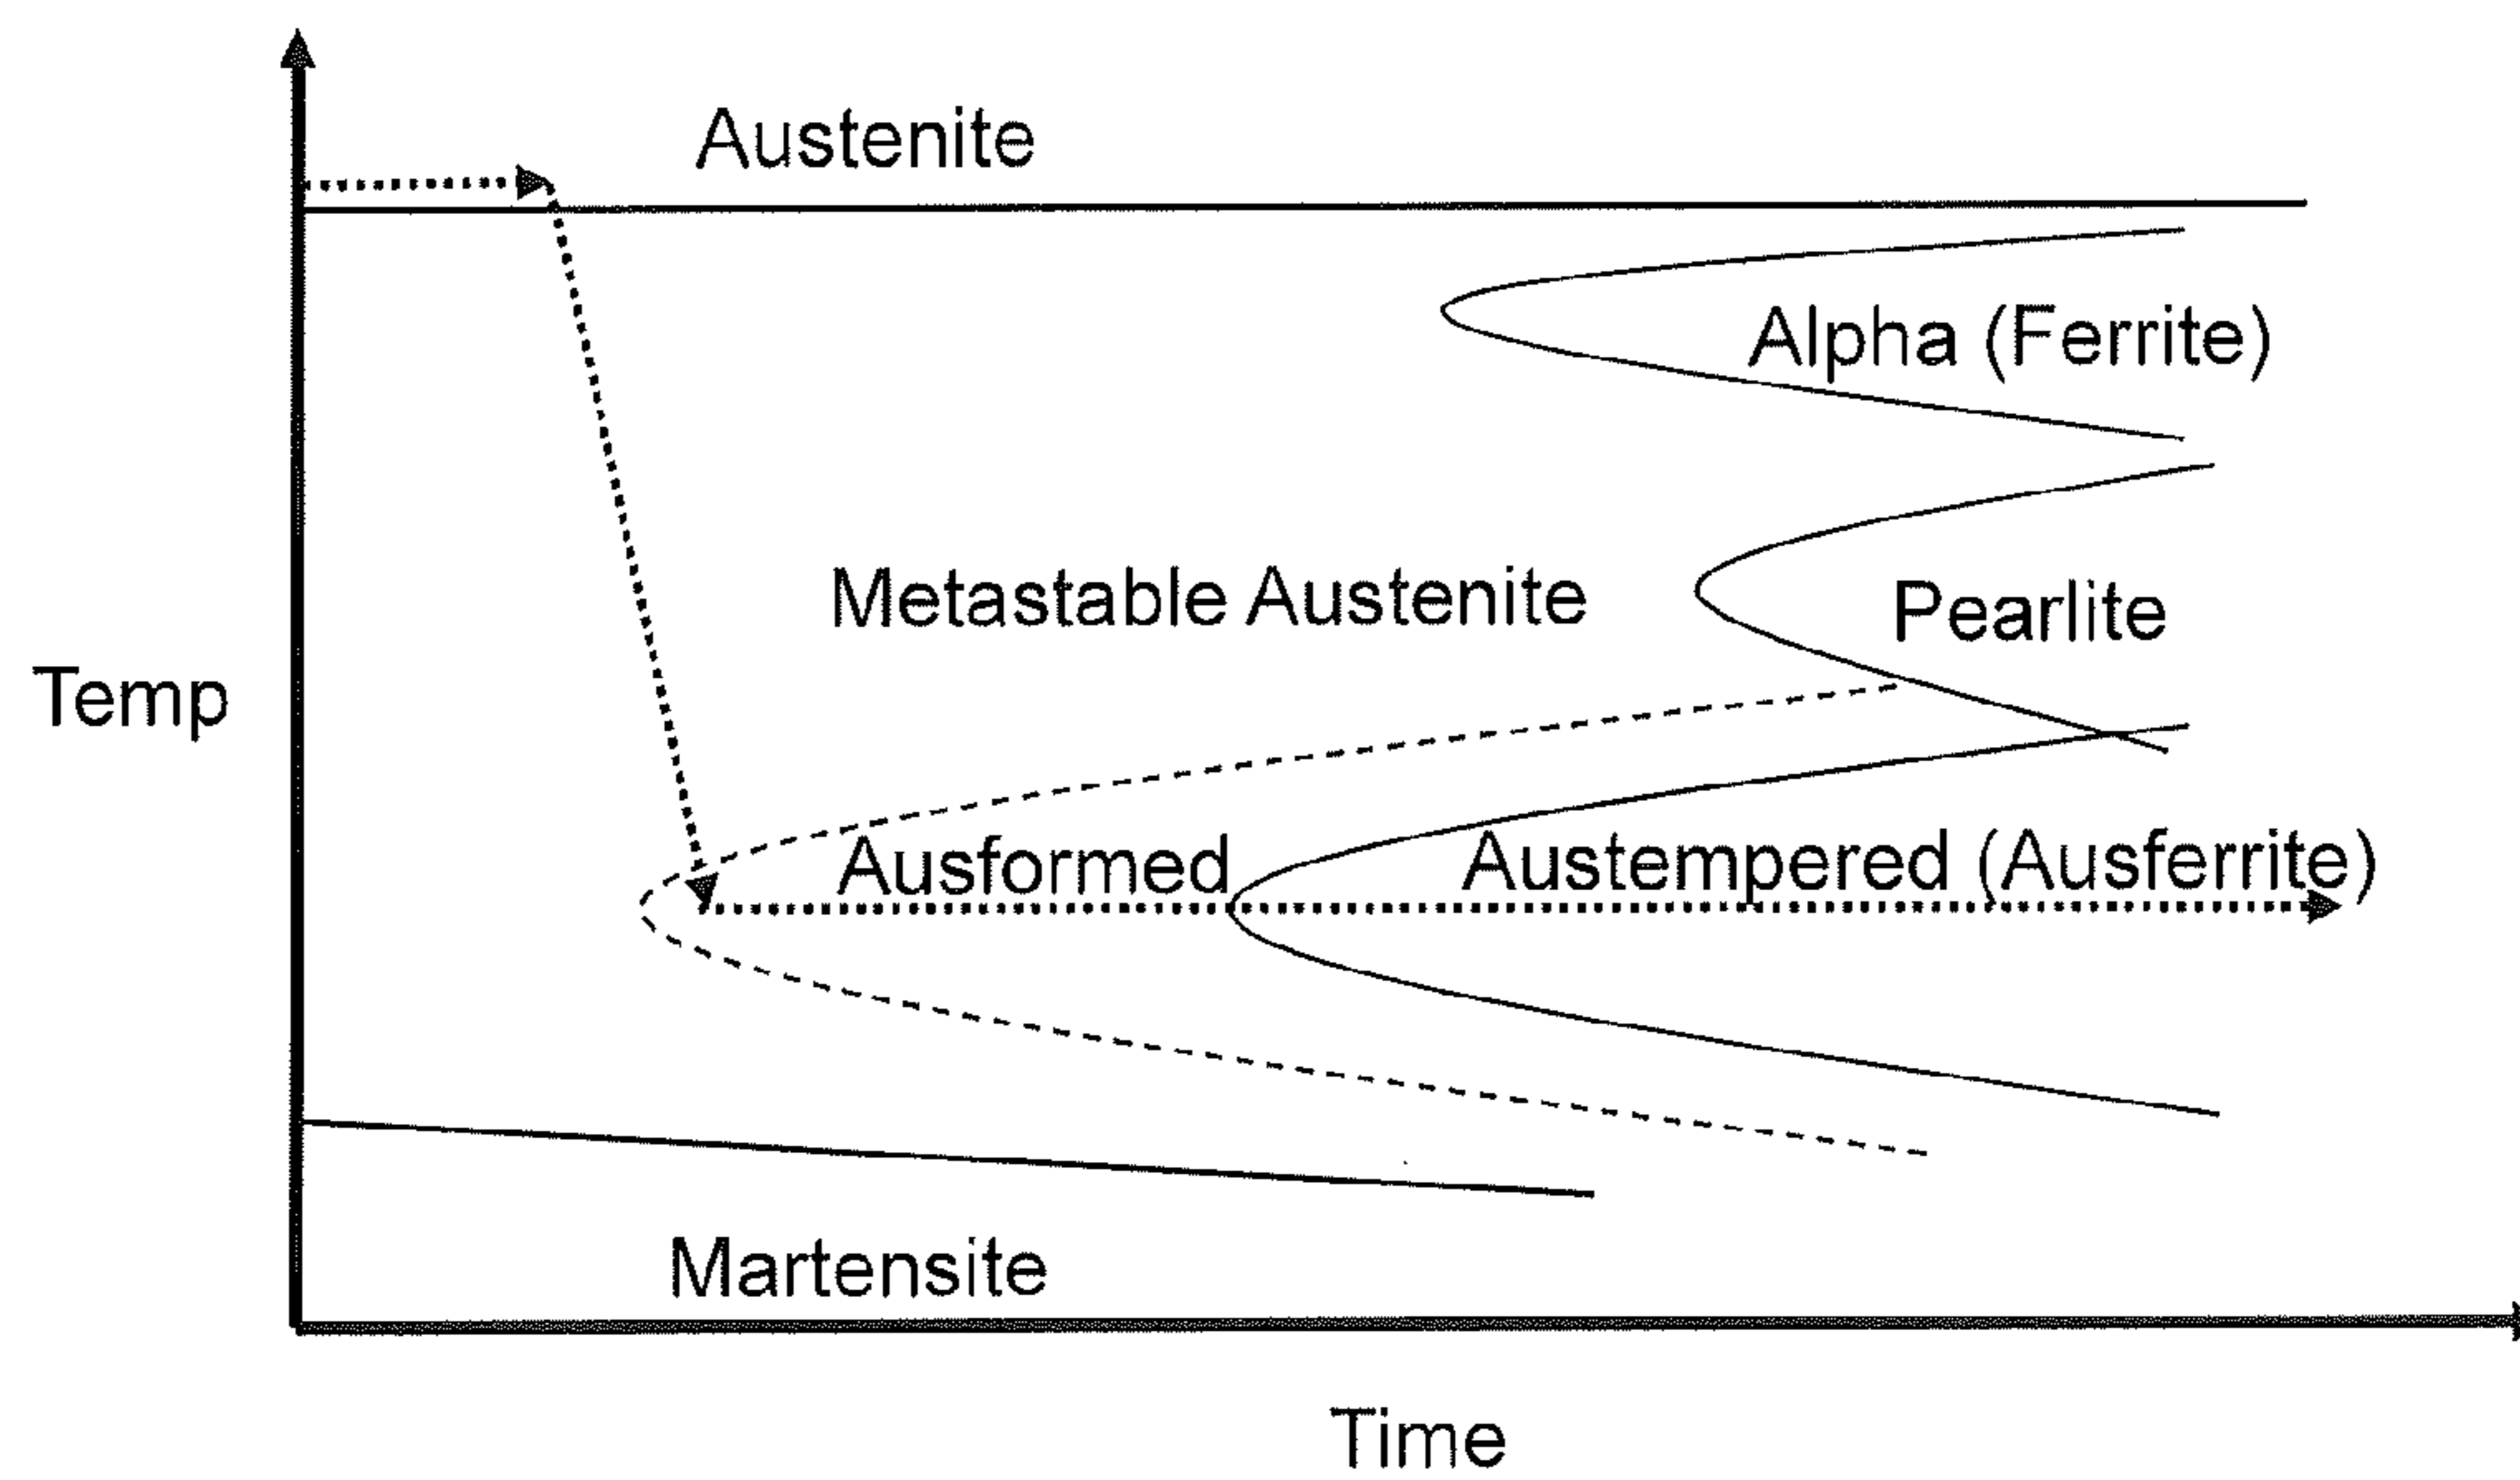 Austenite
Alpha (Ferrite)
Metastable Austenite
Pearlite
Temp
Ausformed
Austempered (Ausferrite)
Martensite
Time